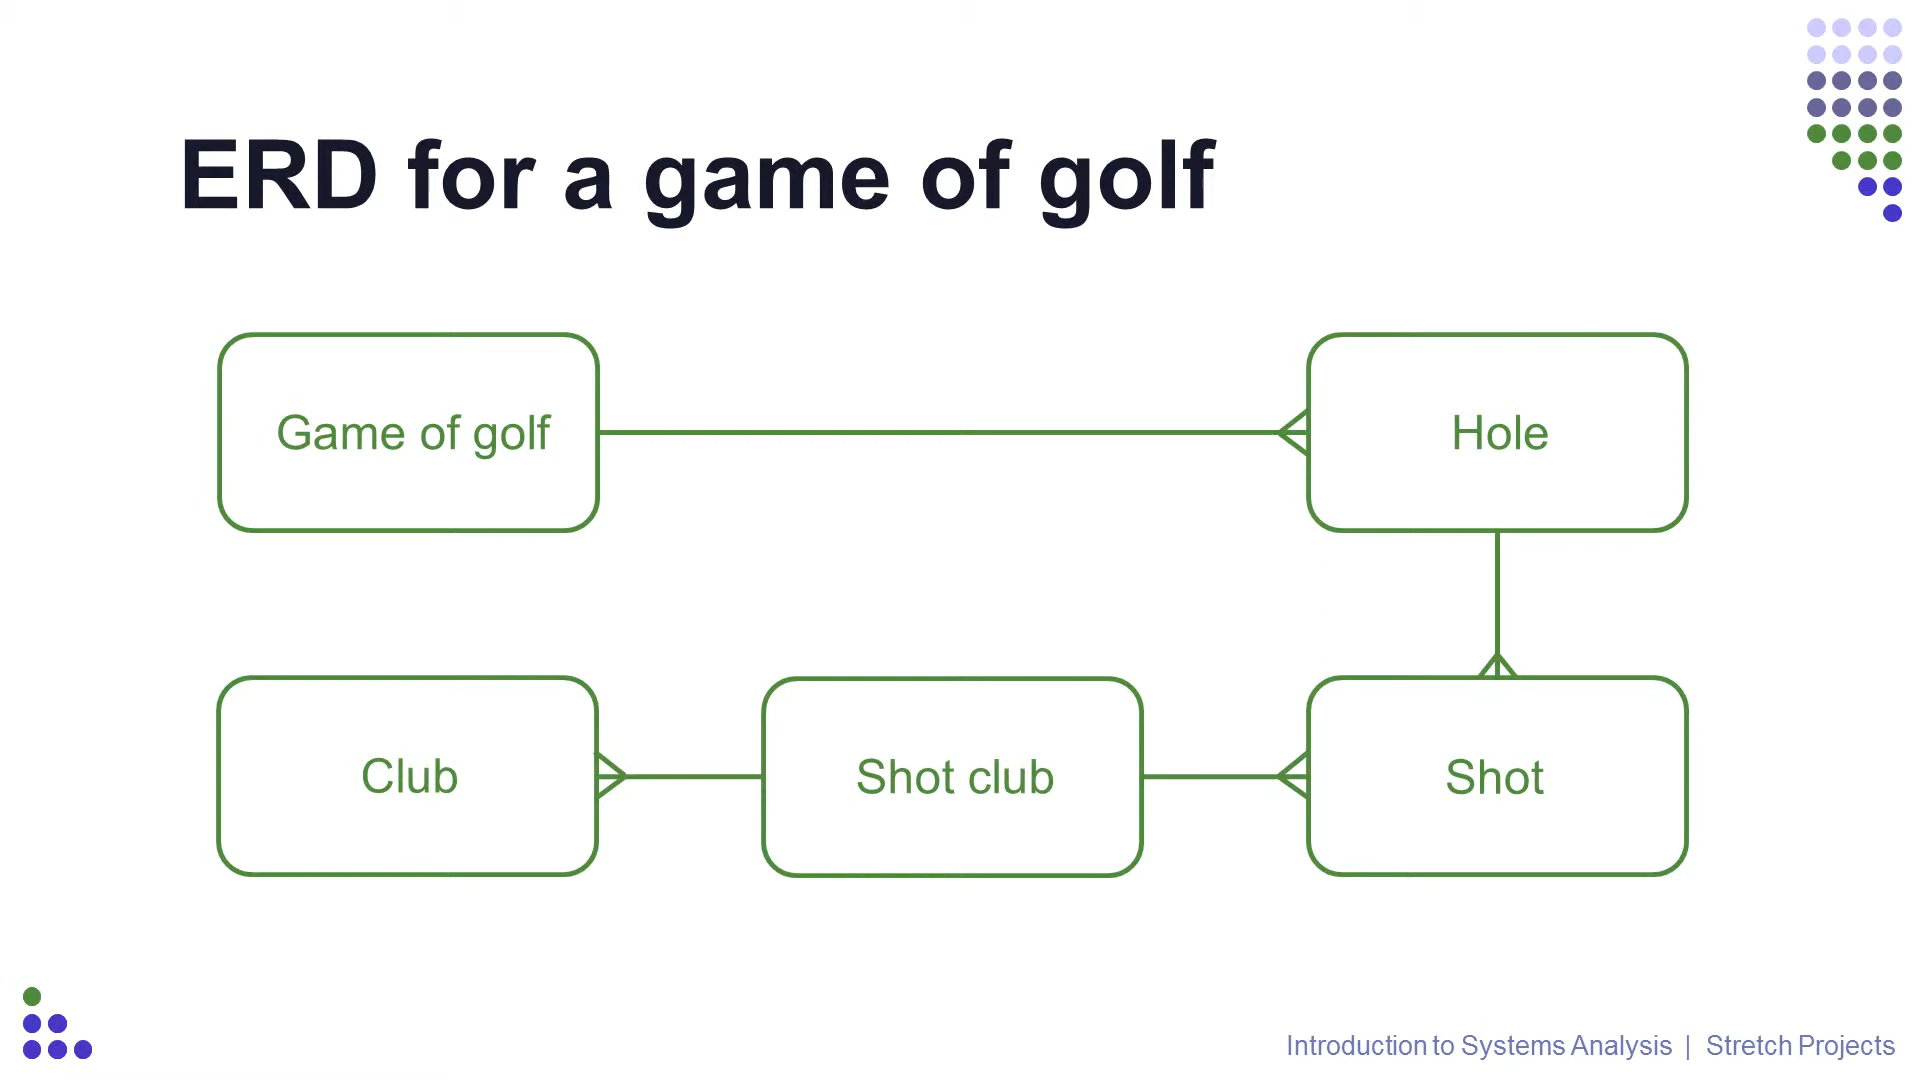 ERD for a game of golf
Game of golf
Hole
Club
Shot club
Shot
Introduction to Systems Analysis | Stretch Projects